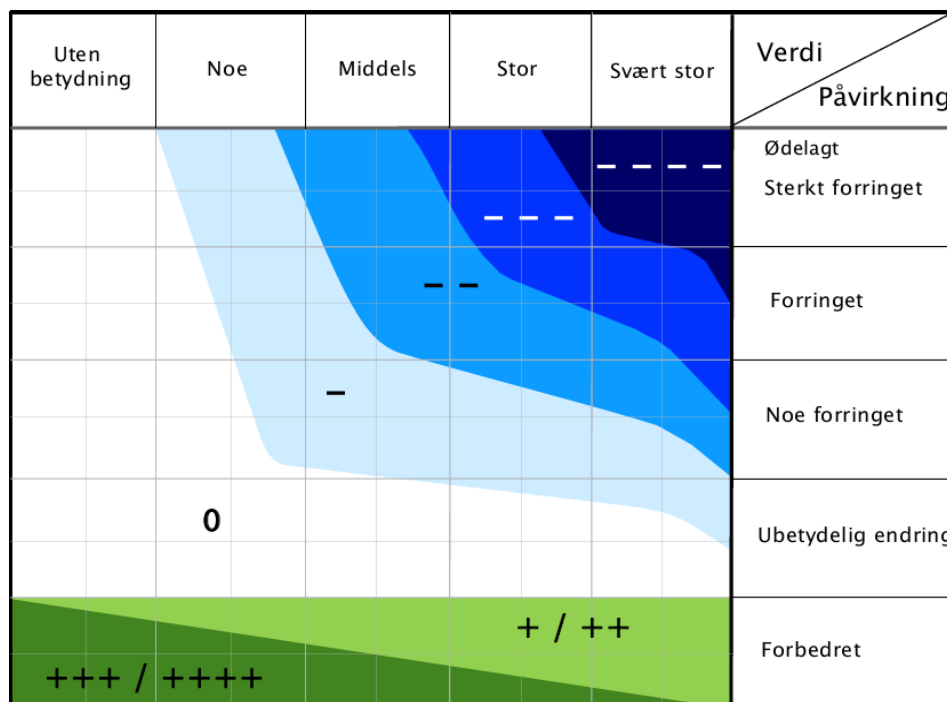 Uten
betydning
Noe
Middels
Stor
Svært stor
Verdi
Påvirkning
Ødelagt
– – – –
Sterkt forringet
– – –
– –
Forringet
–
Noe forringet
0
Ubetydelig endring
+ / ++
Forbedret
+++ / ++++